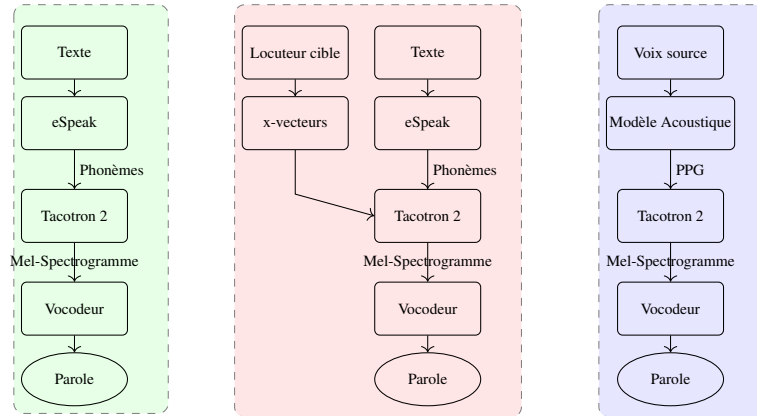 Texte
eSpeak
Phonèmes
Tacotron 2
Mel-Spectrogramme
Vocodeur
Parole
Locuteur cible
x-vecteurs
Texte
eSpeak
Phonèmes
Tacotron 2
Mel-Spectrogramme
Vocodeur
Parole
Voix source
Modèle Acoustique
PPG
Tacotron 2
Mel-Spectrogramme
Vocodeur
Parole